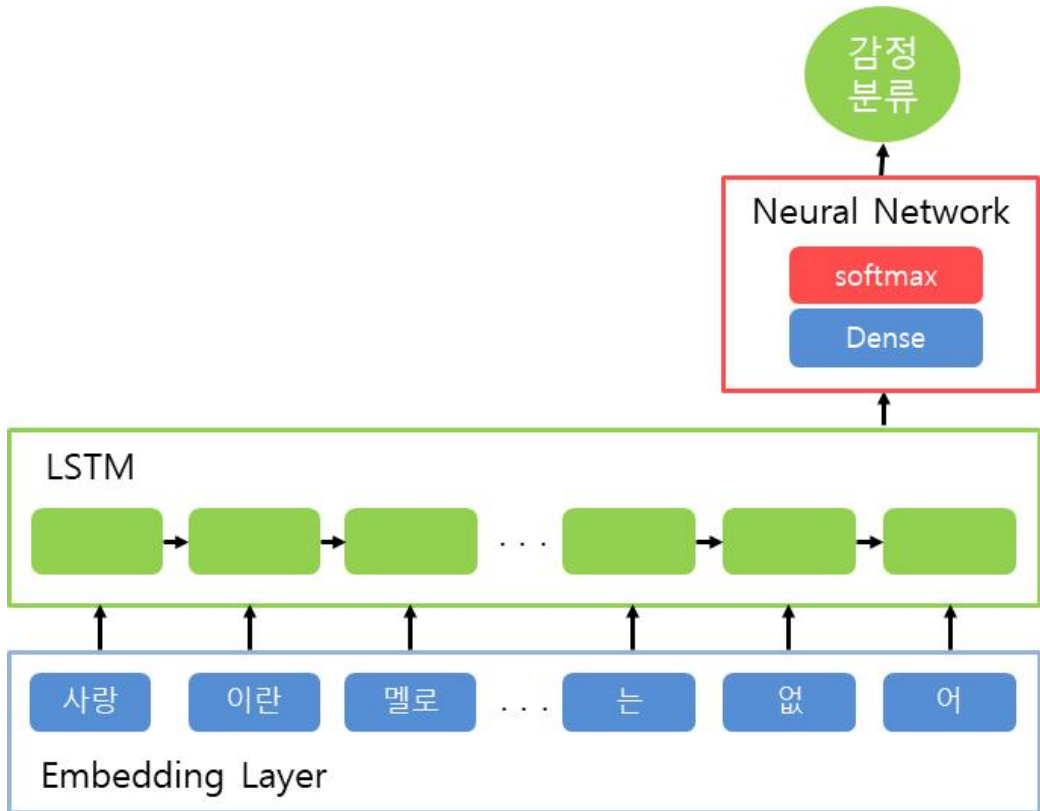 감정
분류
Neural Network
softmax
Dense
LSTM
. . .
사랑 이란 멜로 . . . 는 없 어
Embedding Layer